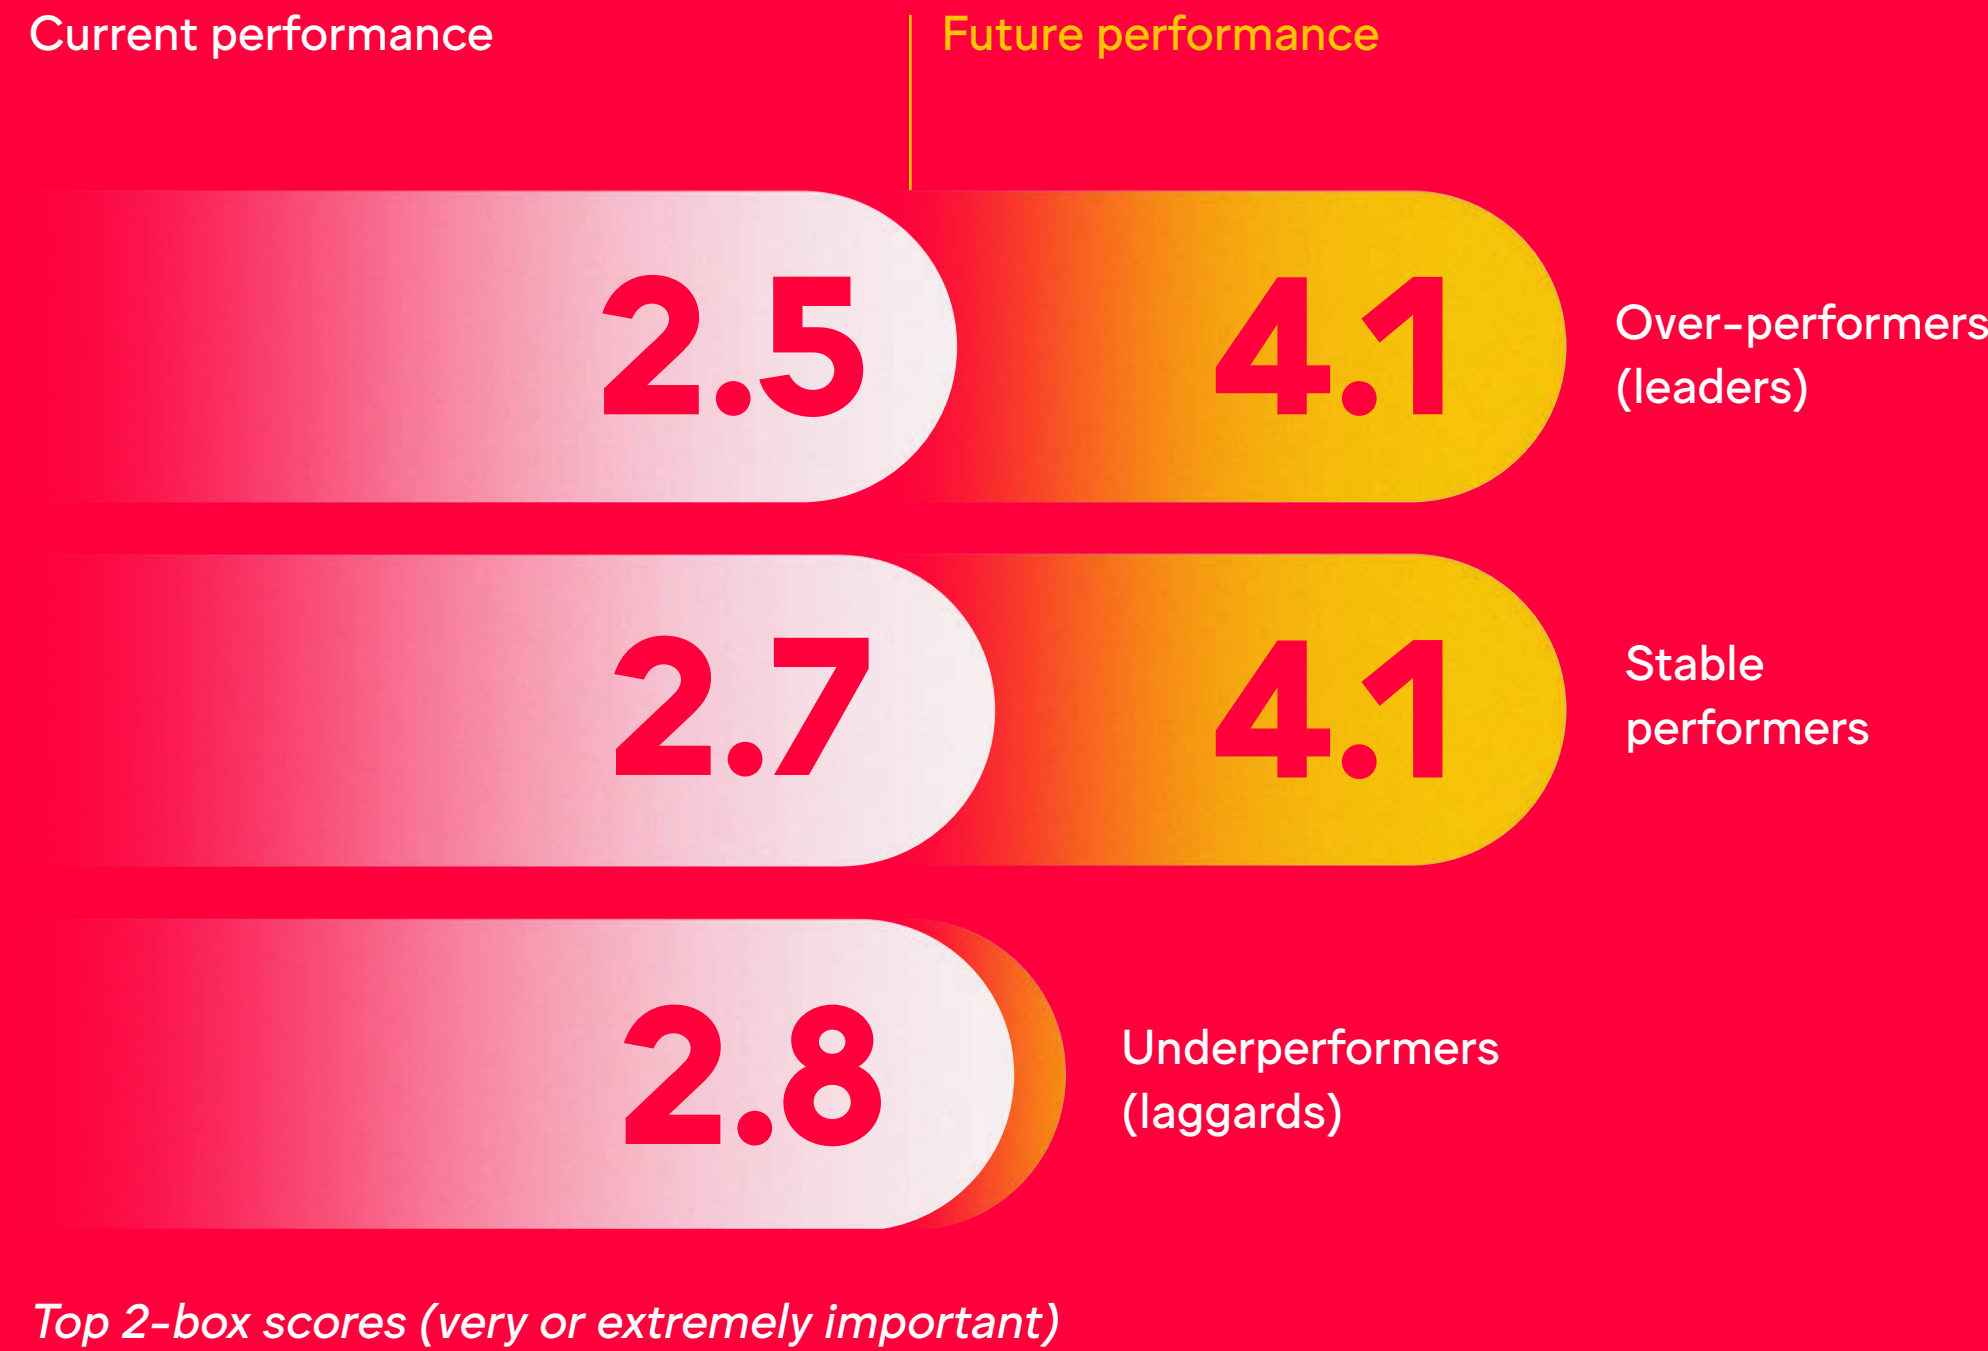 Current performance
Future performance
2.5
4.1
Over-performers
(leaders)
2.7
4.1
Stable
performers
2.8
Underperformers
(laggards)
Top 2-box scores (very or extremely important)